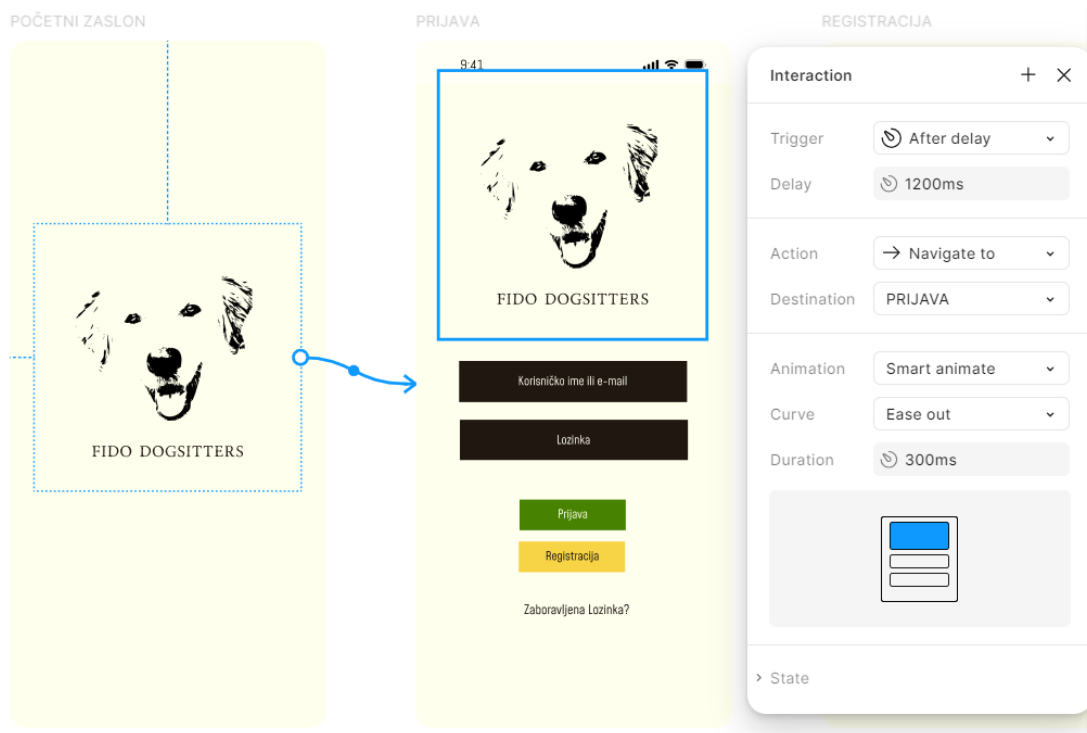 POČETNI ZASLON
FIDO DOGSITTERS
PRIJAVA
9:41
FIDO DOGSITTERS
Korisničko ime ili e-mail
Lozinka
Prijava
Registracija
Zaboravljena Lozinka?
REGISTRACIJA
Interaction
Trigger After delay
Delay 1200ms
Action Navigate to
Destination PRIJAVA
Animation Smart animate
Curve Ease out
Duration 300ms
State